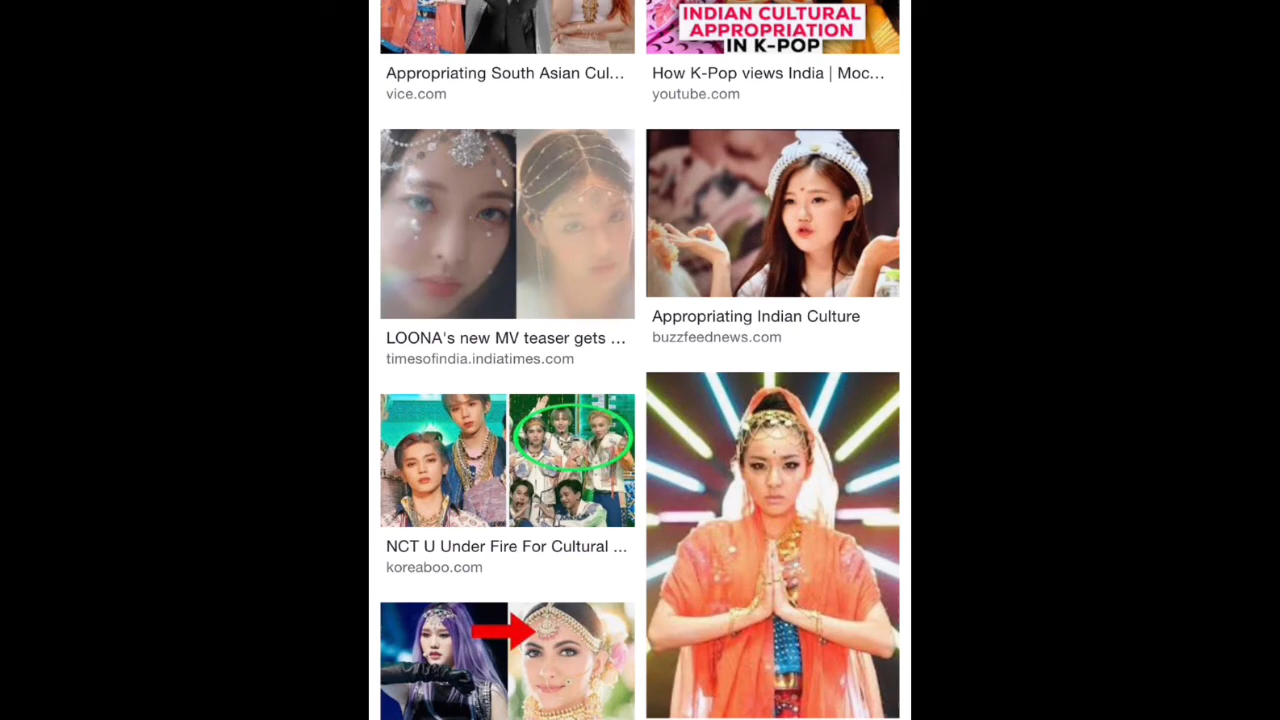 INDIAN CULTURAL
APPROPRIATION
IN K-POP
Appropriating South Asian Cul...
vice.com
How K-Pop views India | Moc...
youtube.com
LOONA's new MV teaser gets ...
timesofindia.indiatimes.com
Appropriating Indian Culture
buzzfeednews.com
NCT U Under Fire For Cultural ...
koreaboo.com